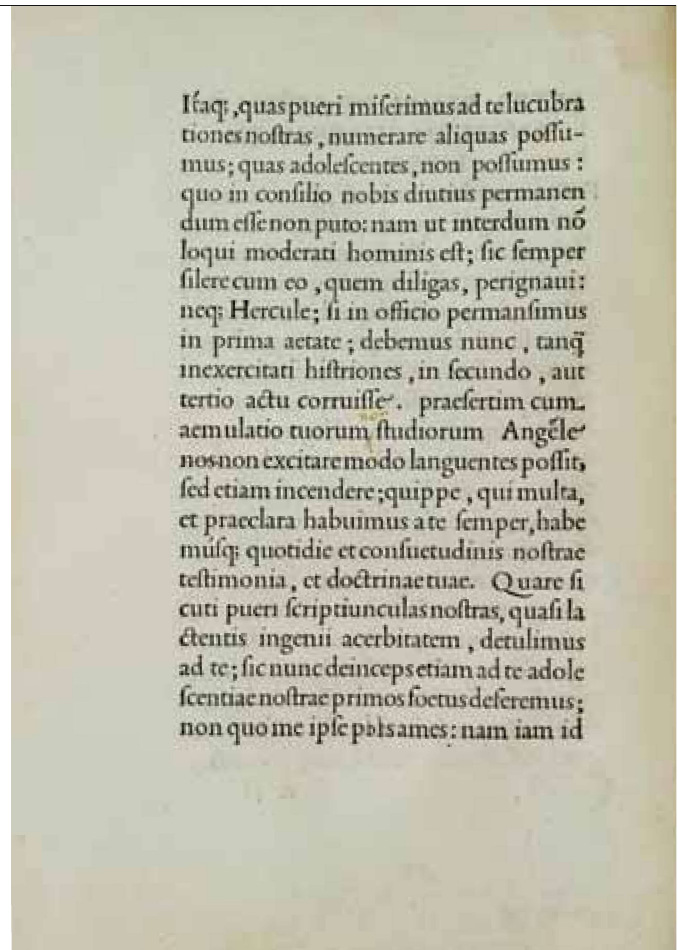 Itáq; ,quas pueri miſerimus ad te lucubra
tiones noſtras , numerare aliquas poſſu-
mus; quas adoleſcentes , non poſſumus :
quo in conſilio nobis diutius permanen
dum eſſe non puto: nam ut interdum nõ
loqui moderati hominis eſt; ſic ſemper
ſilere cum eo , quem diligas, perignaui:
neq; Hercule; ſi in officio permanſimus
in prima aetate ; debemus nunc , tanq̃
inexercitati hiſtriones , in ſecundo , aut
tertio actu corruiſſe. praeſertim cum
aemulatio tuorum ſtudiorum Angéle
nos non excitare modo languentes poſſit,
ſed etiam incendere ;quippe , qui multa,
et praeclara habuimus a te ſemper, habe
múſq; quotidie et conſuetudinis noſtrae
teſtimonia , et doctrinae tuae. Quare ſi
cuti pueri ſcriptiunculas noſtras, quaſi la
ctentis ingenii acerbitatem , detulimus
ad te ; ſic nunc deinceps etiam ad te adole
ſcentiae noſtrae primos foetus deferemus;
non quo me ipſe ames : nam iam id